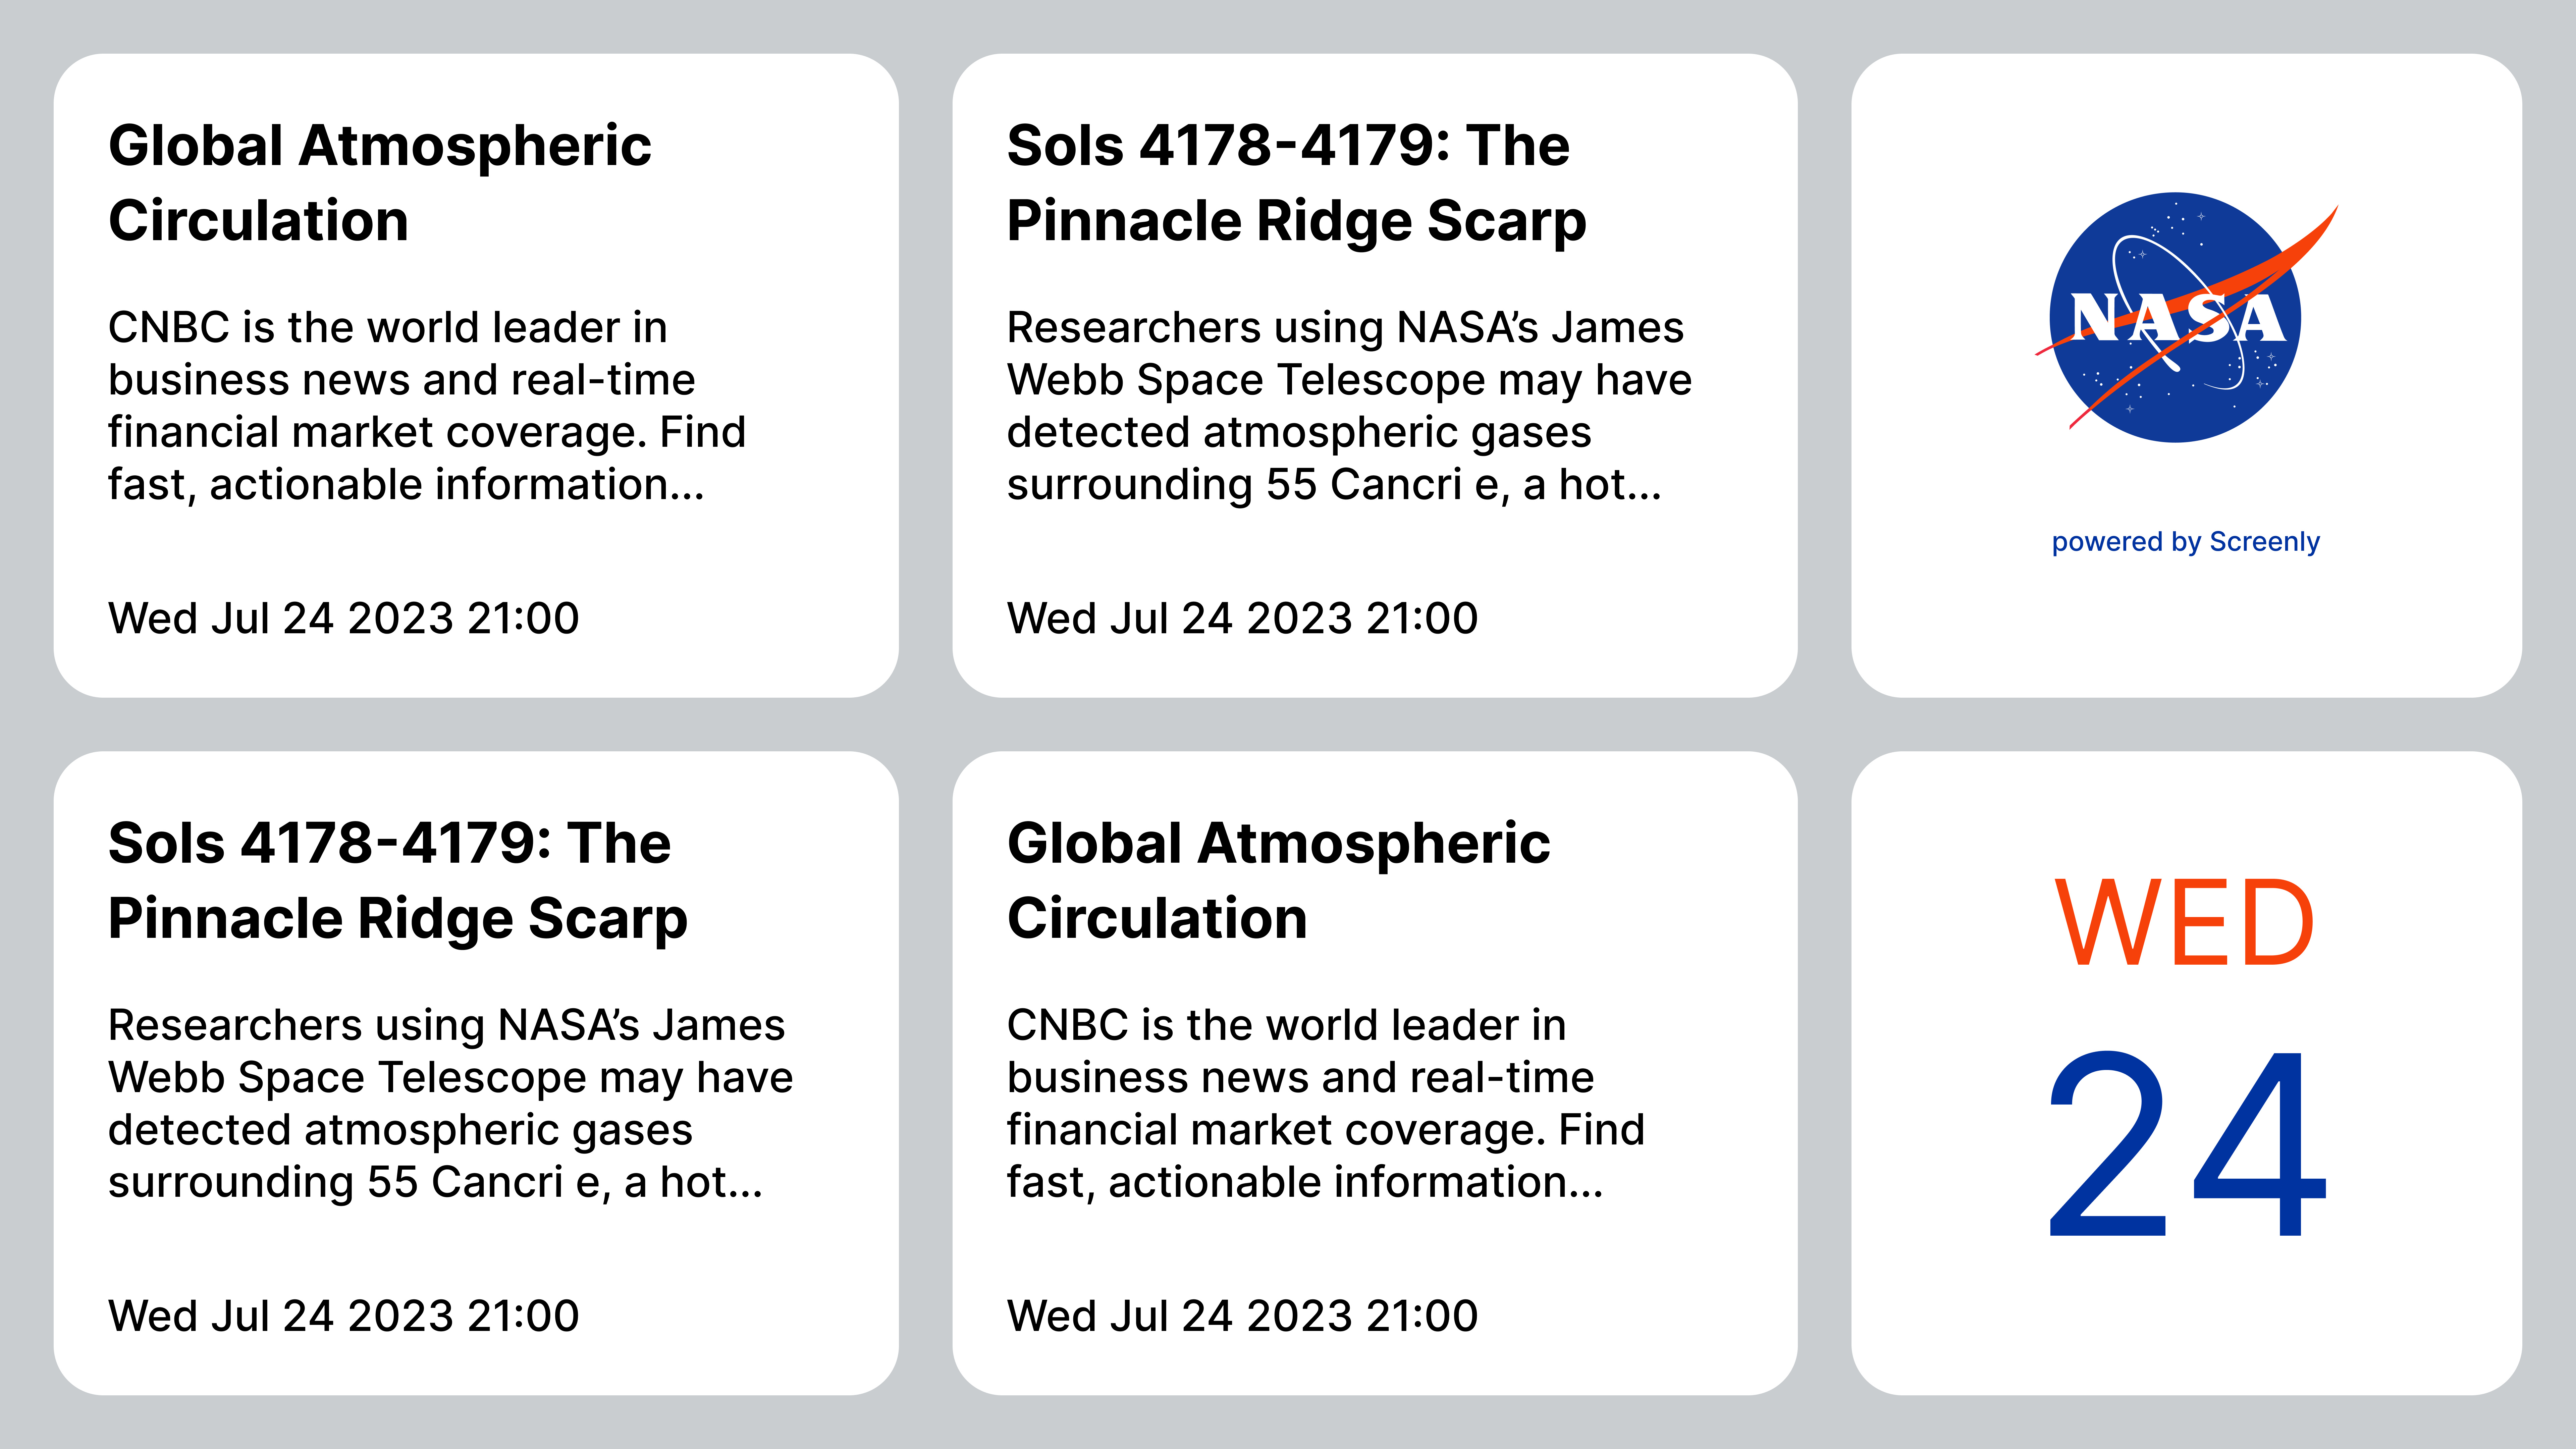 Global Atmospheric
Circulation
CNBC is the world leader in
business news and real-time
financial market coverage. Find
fast, actionable information...
Wed Jul 24 2023 21:00
Sols 4178-4179: The
Pinnacle Ridge Scarp
Researchers using NASA’s James
Webb Space Telescope may have
detected atmospheric gases
surrounding 55 Cancri e, a hot...
Wed Jul 24 2023 21:00
NASA
powered by Screenly
Sols 4178-4179: The
Pinnacle Ridge Scarp
Researchers using NASA’s James
Webb Space Telescope may have
detected atmospheric gases
surrounding 55 Cancri e, a hot...
Wed Jul 24 2023 21:00
Global Atmospheric
Circulation
CNBC is the world leader in
business news and real-time
financial market coverage. Find
fast, actionable information...
Wed Jul 24 2023 21:00
WED
24